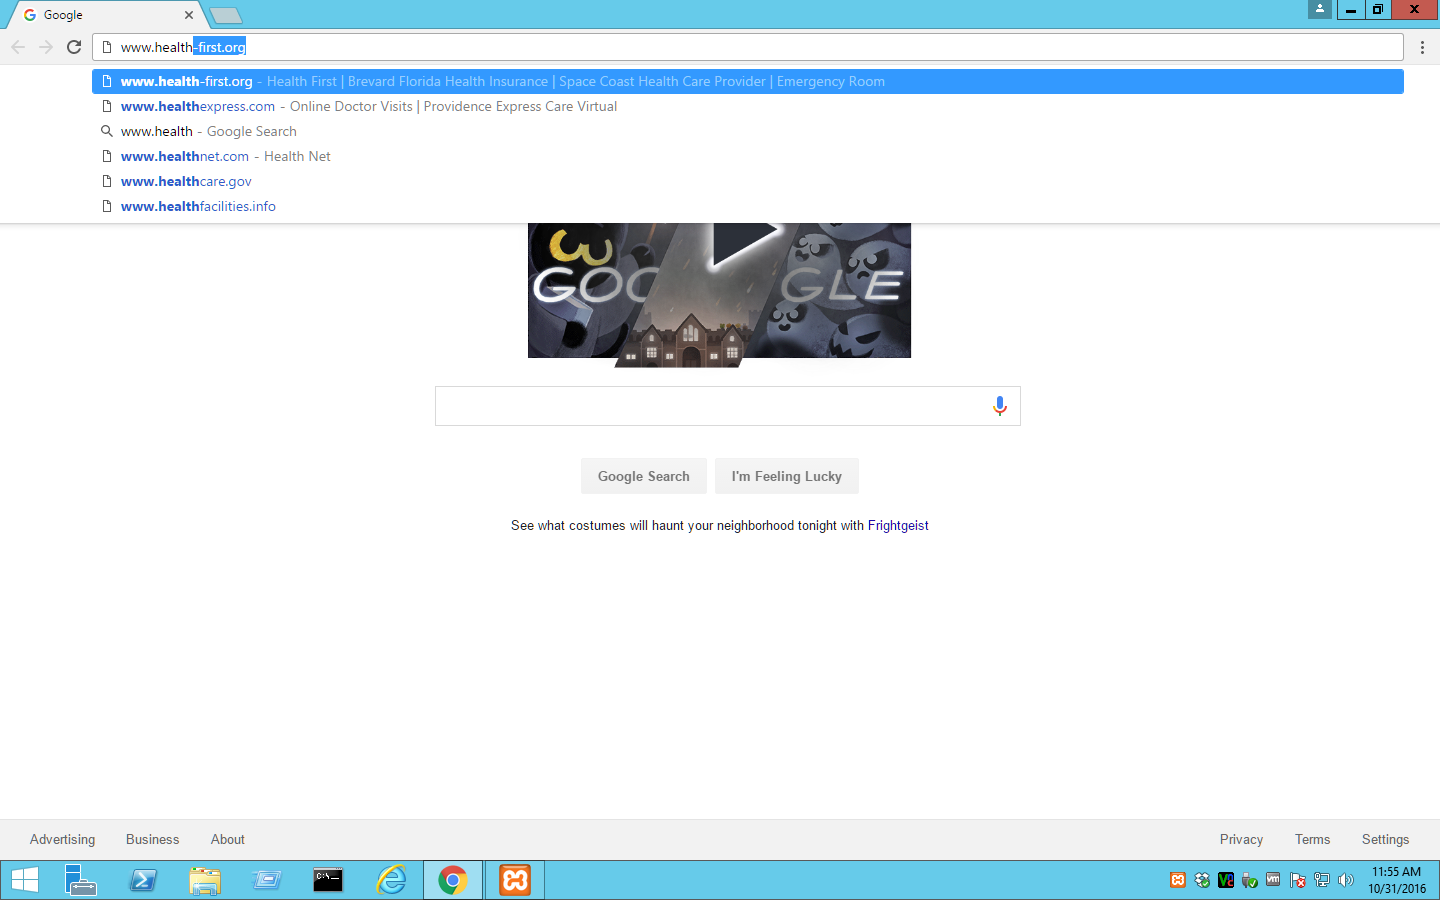 Google
www.health-first.org
www.health-first.org - Health First | Brevard Florida Health Insurance | Space Coast Health Care Provider | Emergency Room
www.healthexpress.com - Online Doctor Visits | Providence Express Care Virtual
www.health - Google Search
www.healthnet.com - Health Net
www.healthcare.gov
www.healthfacilities.info
GOOGLE
Google Search
I'm Feeling Lucky
See what costumes will haunt your neighborhood tonight with Frightgeist
Advertising
Business
About
Privacy
Terms
Settings
C:\_
vm
11:55 AM
10/31/2016